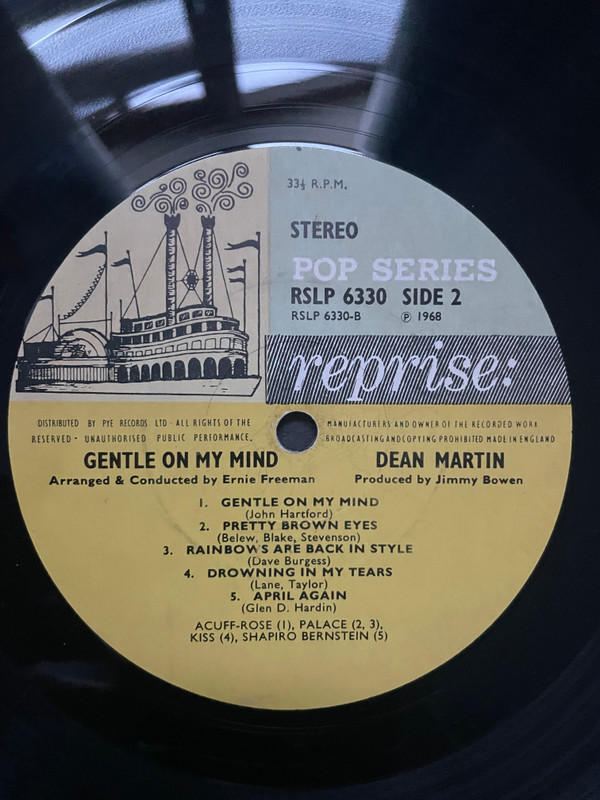 33⅓ R.P.M.
STEREO
POP SERIES
RSLP 6330 SIDE 2
RSLP 6330-B ℗ 1968
reprise:
DISTRIBUTED BY PYE RECORDS LTD · ALL RIGHTS OF THE MANUFACTURERS AND OWNER OF THE RECORDED WORK
RESERVED · UNAUTHORISED PUBLIC PERFORMANCE, BROADCASTING AND COPYING PROHIBITED MADE IN ENGLAND
GENTLE ON MY MIND DEAN MARTIN
Arranged & Conducted by Ernie Freeman Produced by Jimmy Bowen
1. GENTLE ON MY MIND
(John Hartford)
2. PRETTY BROWN EYES
(Belew, Blake, Stevenson)
3. RAINBOWS ARE BACK IN STYLE
(Dave Burgess)
4. DROWNING IN MY TEARS
(Lane, Taylor)
5. APRIL AGAIN
(Glen D. Hardin)
ACUFF-ROSE (1), PALACE (2, 3),
KISS (4), SHAPIRO BERNSTEIN (5)